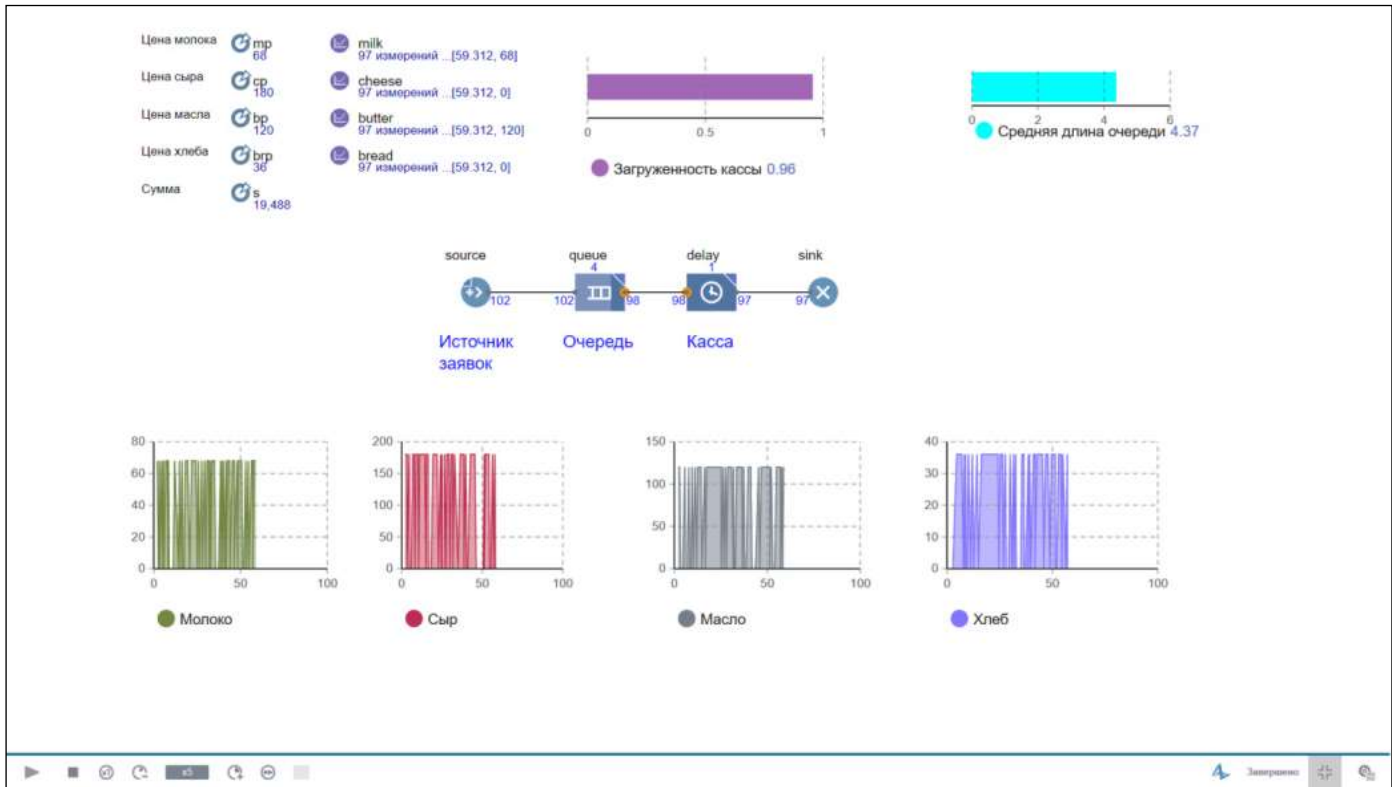 Цена молока
mp
68
milk
97 измерений ...[59.312, 68]
Цена сыра
cp
180
cheese
97 измерений ...[59.312, 0]
Цена масла
bp
120
butter
97 измерений ...[59.312, 120]
Цена хлеба
brp
36
bread
97 измерений ...[59.312, 0]
Сумма
s
19,488
0 0.5 1
Загруженность кассы 0.96
0 2 4 6
Средняя длина очереди 4.37
source queue delay sink
4 1
102 102 98 98 97 97
Источник Очередь Касса
заявок
80
60
40
20
0
0 50 100
Молоко
200
150
100
50
0
0 50 100
Сыр
150
100
50
0
0 50 100
Масло
40
30
20
10
0
0 50 100
Хлеб
x1 x5 Завершено